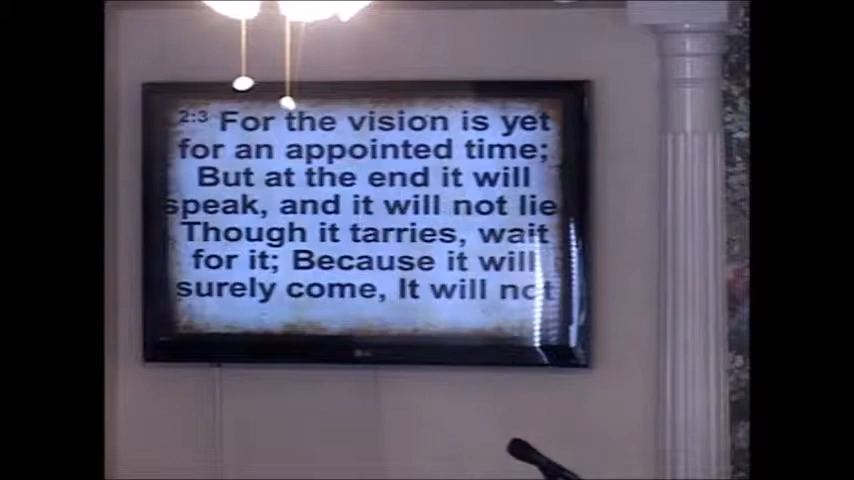 2:3 For the vision is yet
for an appointed time;
But at the end it will
speak, and it will not lie
Though it tarries, wait
for it; Because it will
surely come, It will not
LG